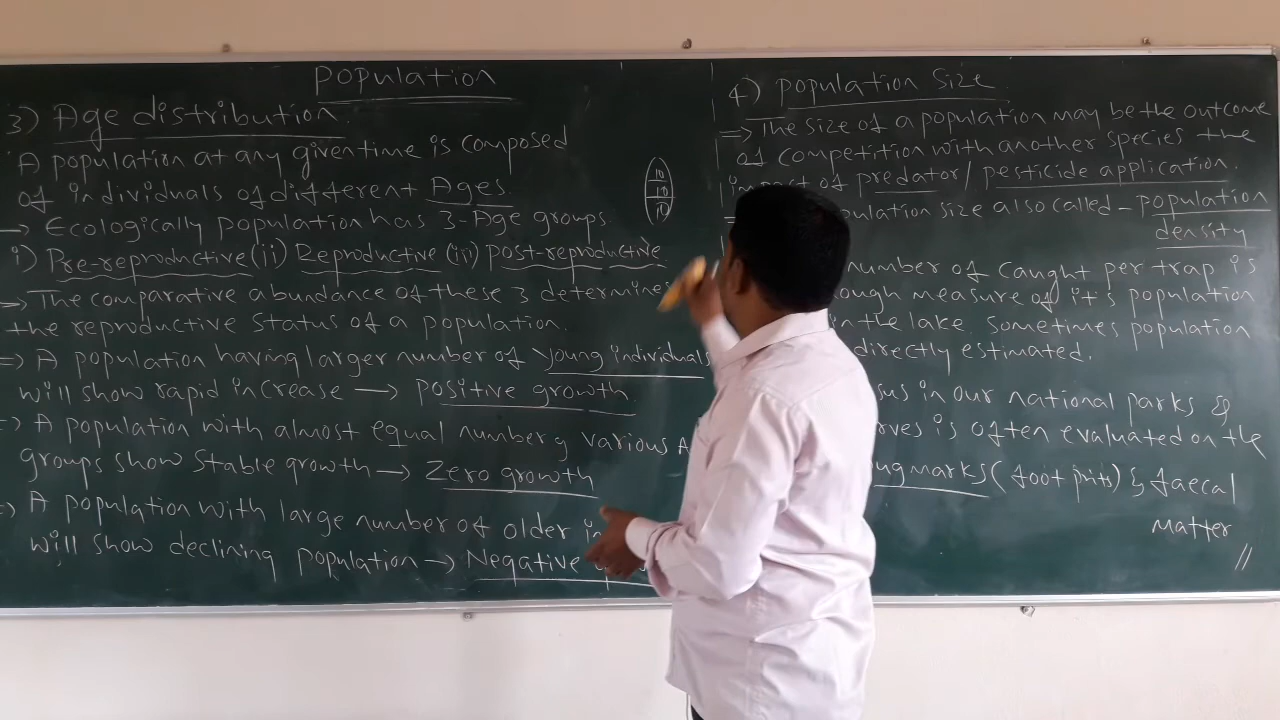 Population
3) Age distribution.
A population at any given time is composed
of individuals of different Ages.
→ Ecologically population has 3-Age groups.
i) Pre-reproductive (ii) Reproductive (iii) post-reproductive.
→ The comparative abundance of these 3 determines
the reproductive status of a population.
⇒ A population having larger number of young individuals
will show rapid increase → positive growth.
⇒ A population with almost equal number of various A
groups show stable growth → Zero growth
⇒ A population with large number of older in
will show declining population → Negative
10
10
10
4) population size.
⇒ The size of a population may be the outcome
of competition with another species the
of predator/pesticide application.
population size also called - population
density
number of caught per trap is
measure of it's population
in the lake. Sometimes population
directly estimated.
in our national parks &
is often evaluated on the
marks (foot prints) & faecal
matter
//